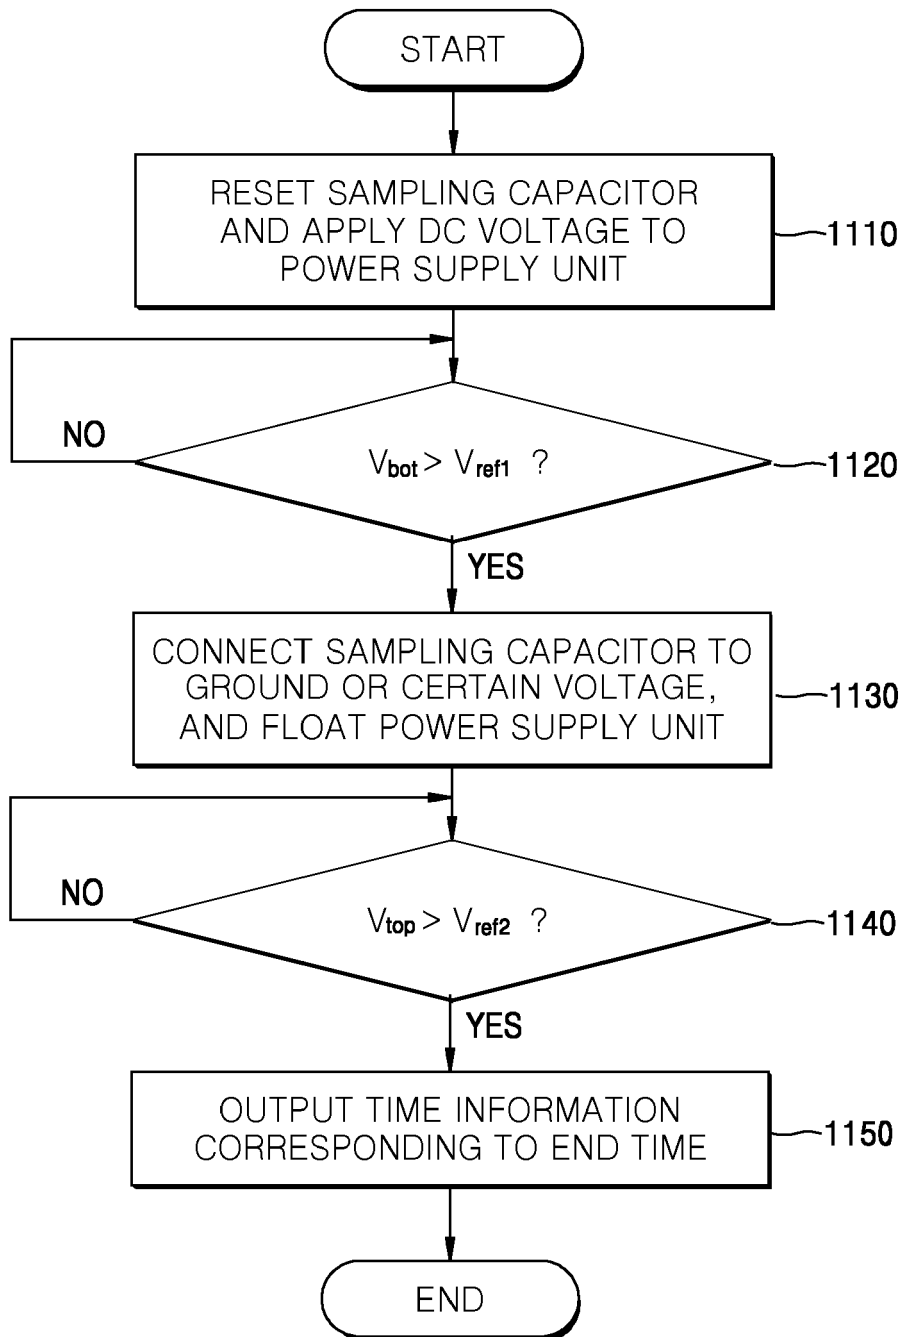 START
RESET SAMPLING CAPACITOR
AND APPLY DC VOLTAGE TO
POWER SUPPLY UNIT
1110
NO
Vbot > Vref1 ?
1120
YES
CONNECT SAMPLING CAPACITOR TO
GROUND OR CERTAIN VOLTAGE,
AND FLOAT POWER SUPPLY UNIT
1130
NO
Vtop > Vref2 ?
1140
YES
OUTPUT TIME INFORMATION
CORRESPONDING TO END TIME
1150
END